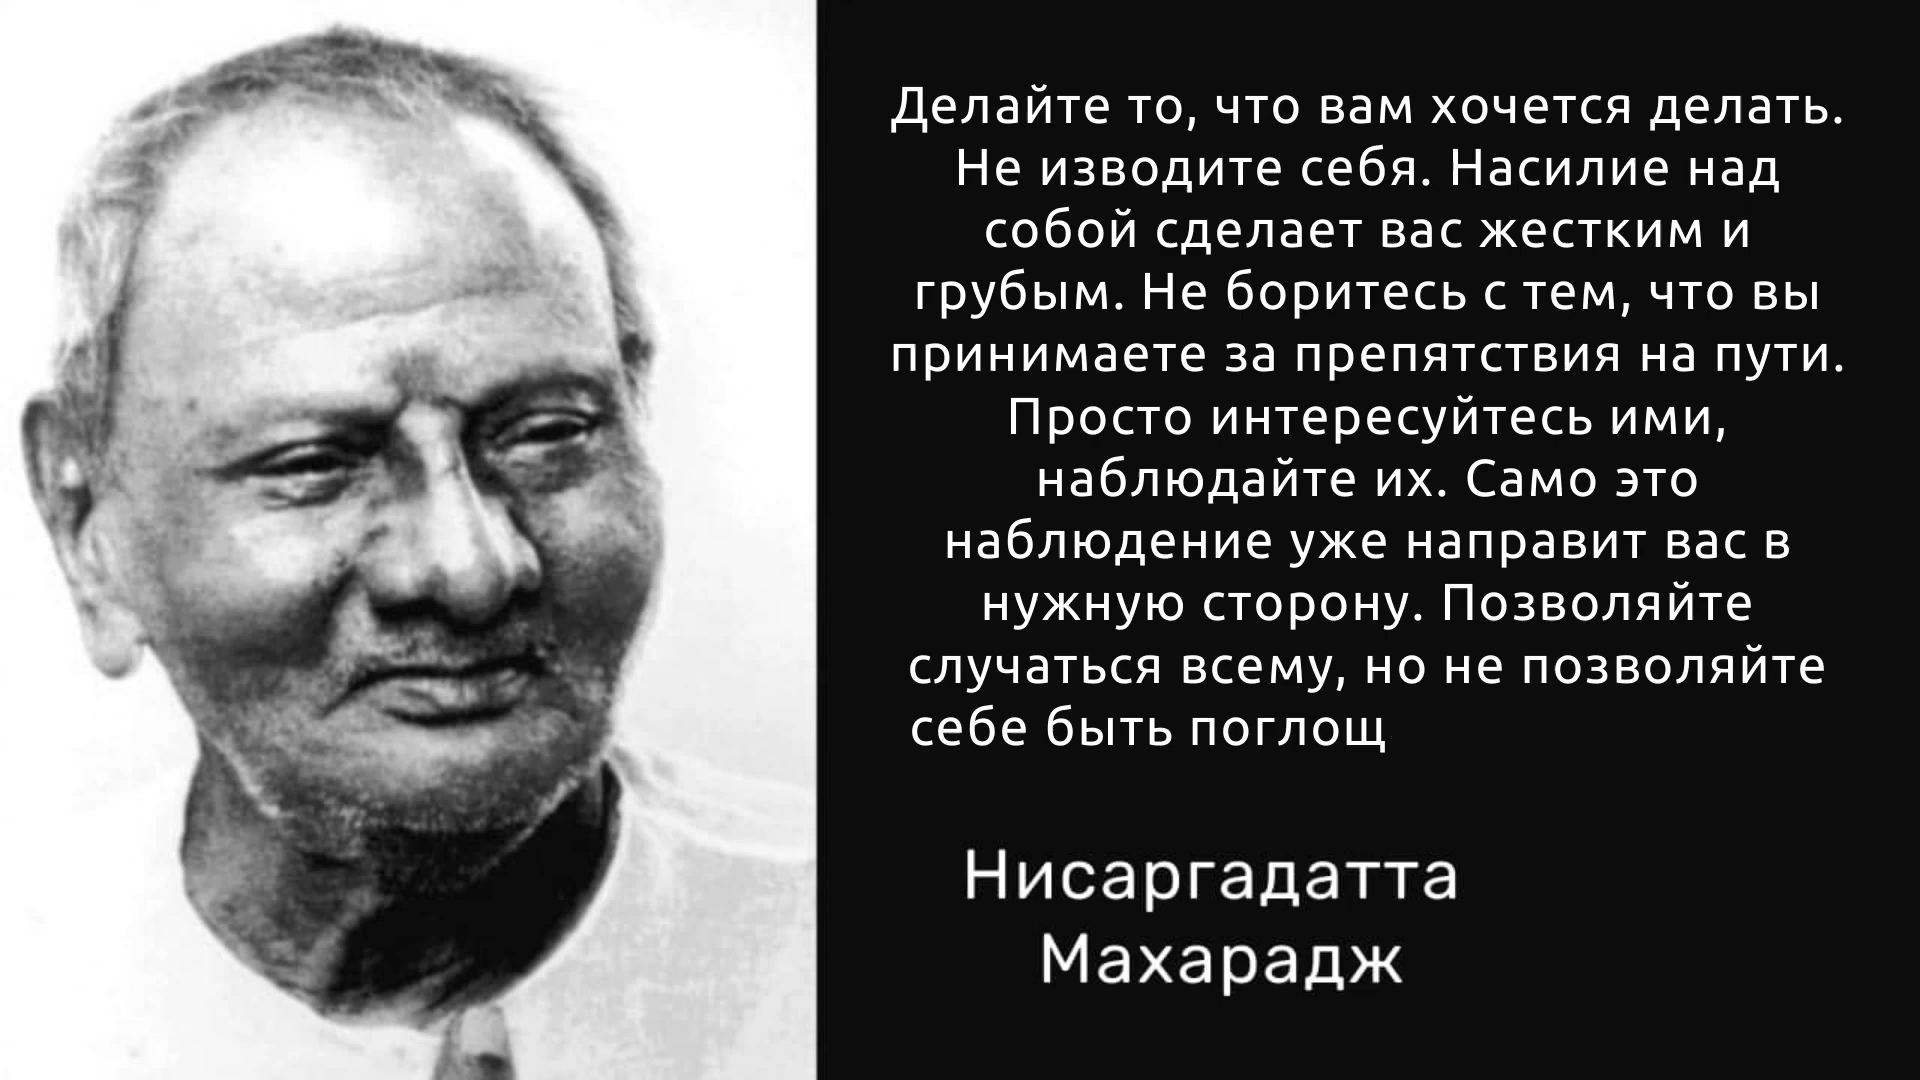 Делайте то, что вам хочется делать.
Не изводите себя. Насилие над
собой сделает вас жестким и
грубым. Не боритесь с тем, что вы
принимаете за препятствия на пути.
Просто интересуйтесь ими,
наблюдайте их. Само это
наблюдение уже направит вас в
нужную сторону. Позволяйте
случаться всему, но не позволяйте
себе быть поглощ
Нисаргадатта
Махарадж